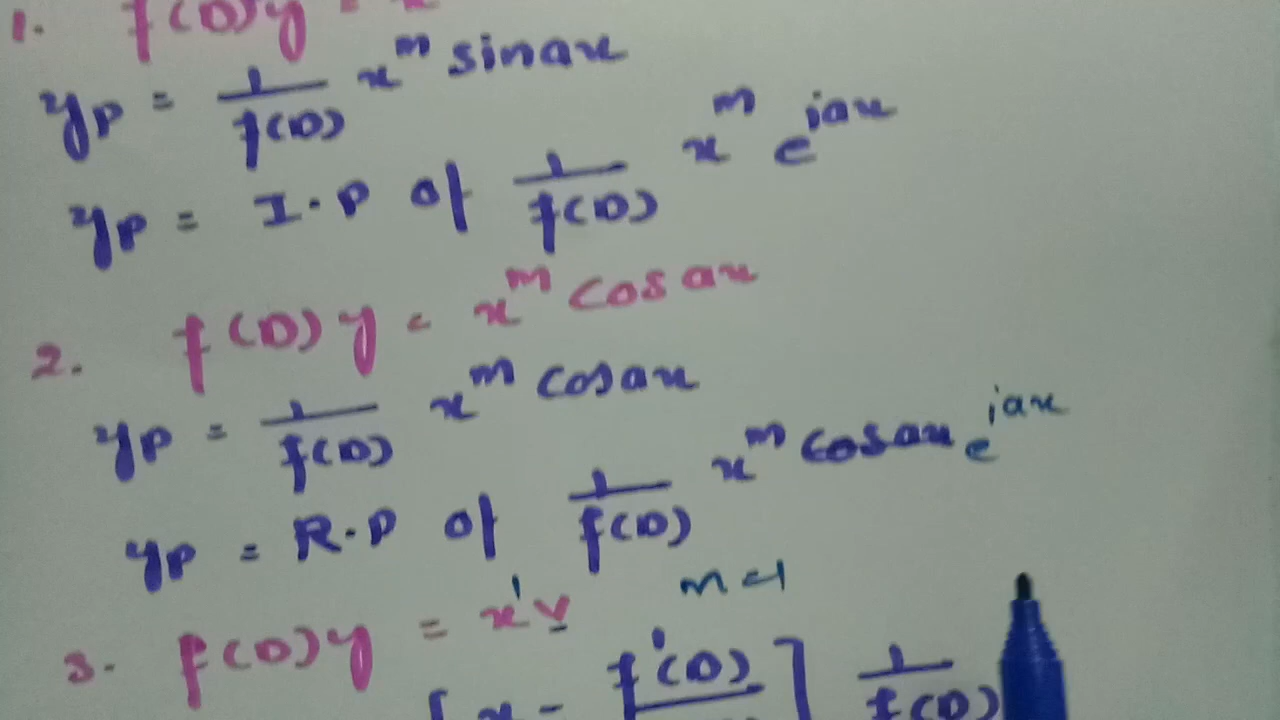 1. f(D)y = x
yp = 1/f(D) x^m sinax
yp = I.P of 1/f(D) x^m e^iax
2. f(D)y = x^m cosax
yp = 1/f(D) x^m cosax
yp = R.P of 1/f(D) x^m cosax e^iax
m=1
3. f(D)y = x^1 v
[x - f'(D)/ ] 1/f(D)